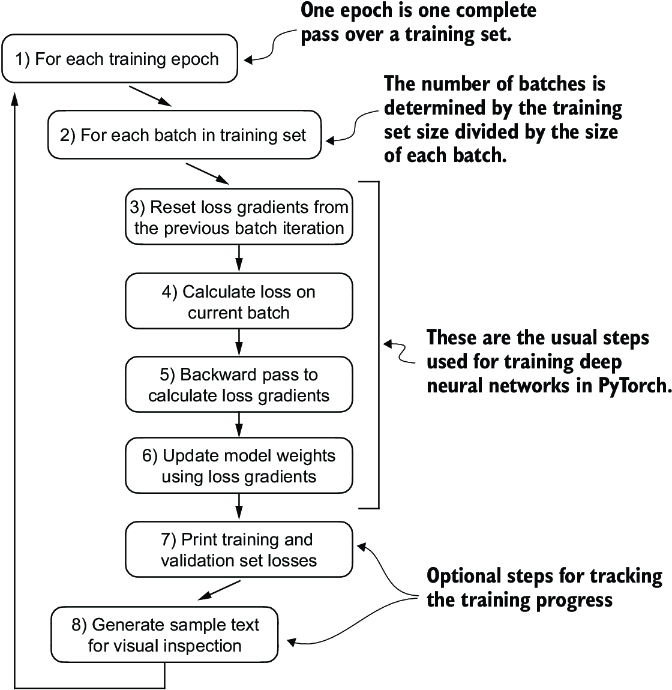 One epoch is one complete
pass over a training set.
1) For each training epoch
The number of batches is
determined by the training
set size divided by the size
of each batch.
2) For each batch in training set
3) Reset loss gradients from
the previous batch iteration
4) Calculate loss on
current batch
These are the usual steps
used for training deep
neural networks in PyTorch.
5) Backward pass to
calculate loss gradients
6) Update model weights
using loss gradients
7) Print training and
validation set losses
Optional steps for tracking
the training progress
8) Generate sample text
for visual inspection